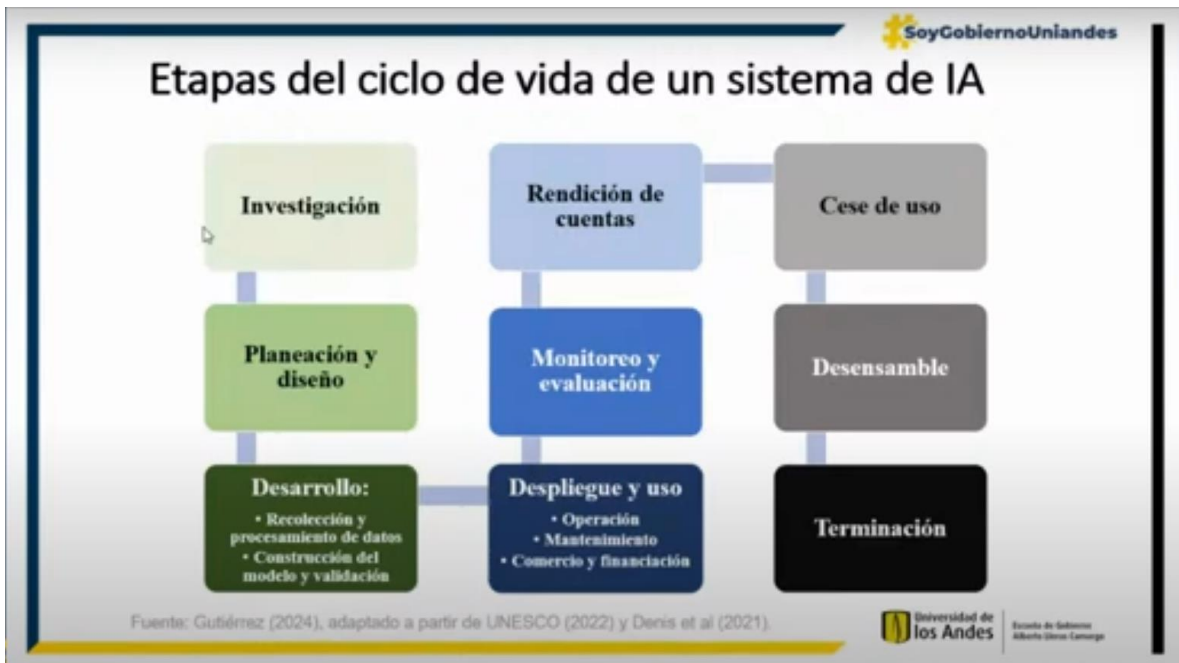 #SoyGobiernoUniandes
Etapas del ciclo de vida de un sistema de IA
Investigación
Planeación y
diseño
Desarrollo:
• Recolección y
procesamiento de datos
• Construcción del
modelo y validación
Despliegue y uso
• Operación
• Mantenimiento
• Comercio y financiación
Monitoreo y
evaluación
Rendición de
cuentas
Cese de uso
Desensamble
Terminación
Fuente: Gutiérrez (2024), adaptado a partir de UNESCO (2022) y Denis et al (2021).
Universidad de
los Andes
Escuela de Gobierno
Alberto Lleras Camargo